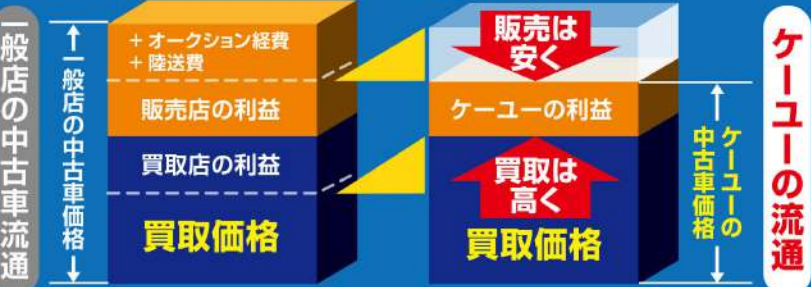 一般店の中古車流通
一般店の中古車価格
+ オークション経費
+ 陸送費
販売店の利益
買取店の利益
買取価格
販売は
安く
ケーユーの利益
買取は
高く
買取価格
ケーユーの
中古車価格
ケーユーの流通